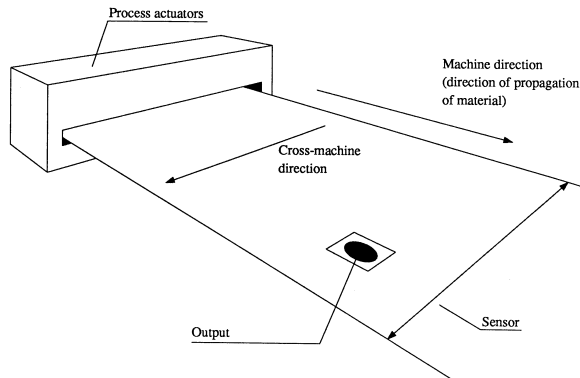 Process actuators
Machine direction
(direction of propagation
of material)
Cross-machine
direction
Output
Sensor